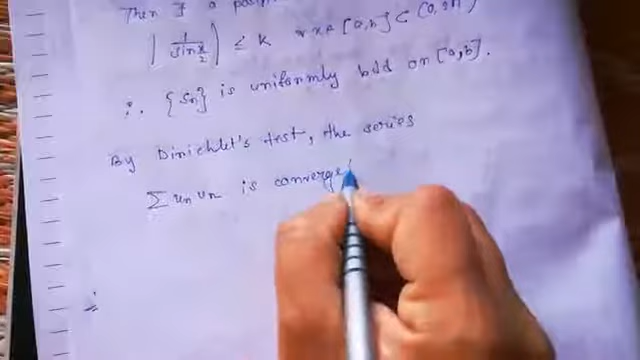 Then ∃ a
|1/sin x/2| ≤ K ∀ x ∈ [a,b] ⊂ (0, 2π)
∴ {Sn} is uniformly bdd on [a,b].
By Dirichlet's test, the series
∑ un vn is converge